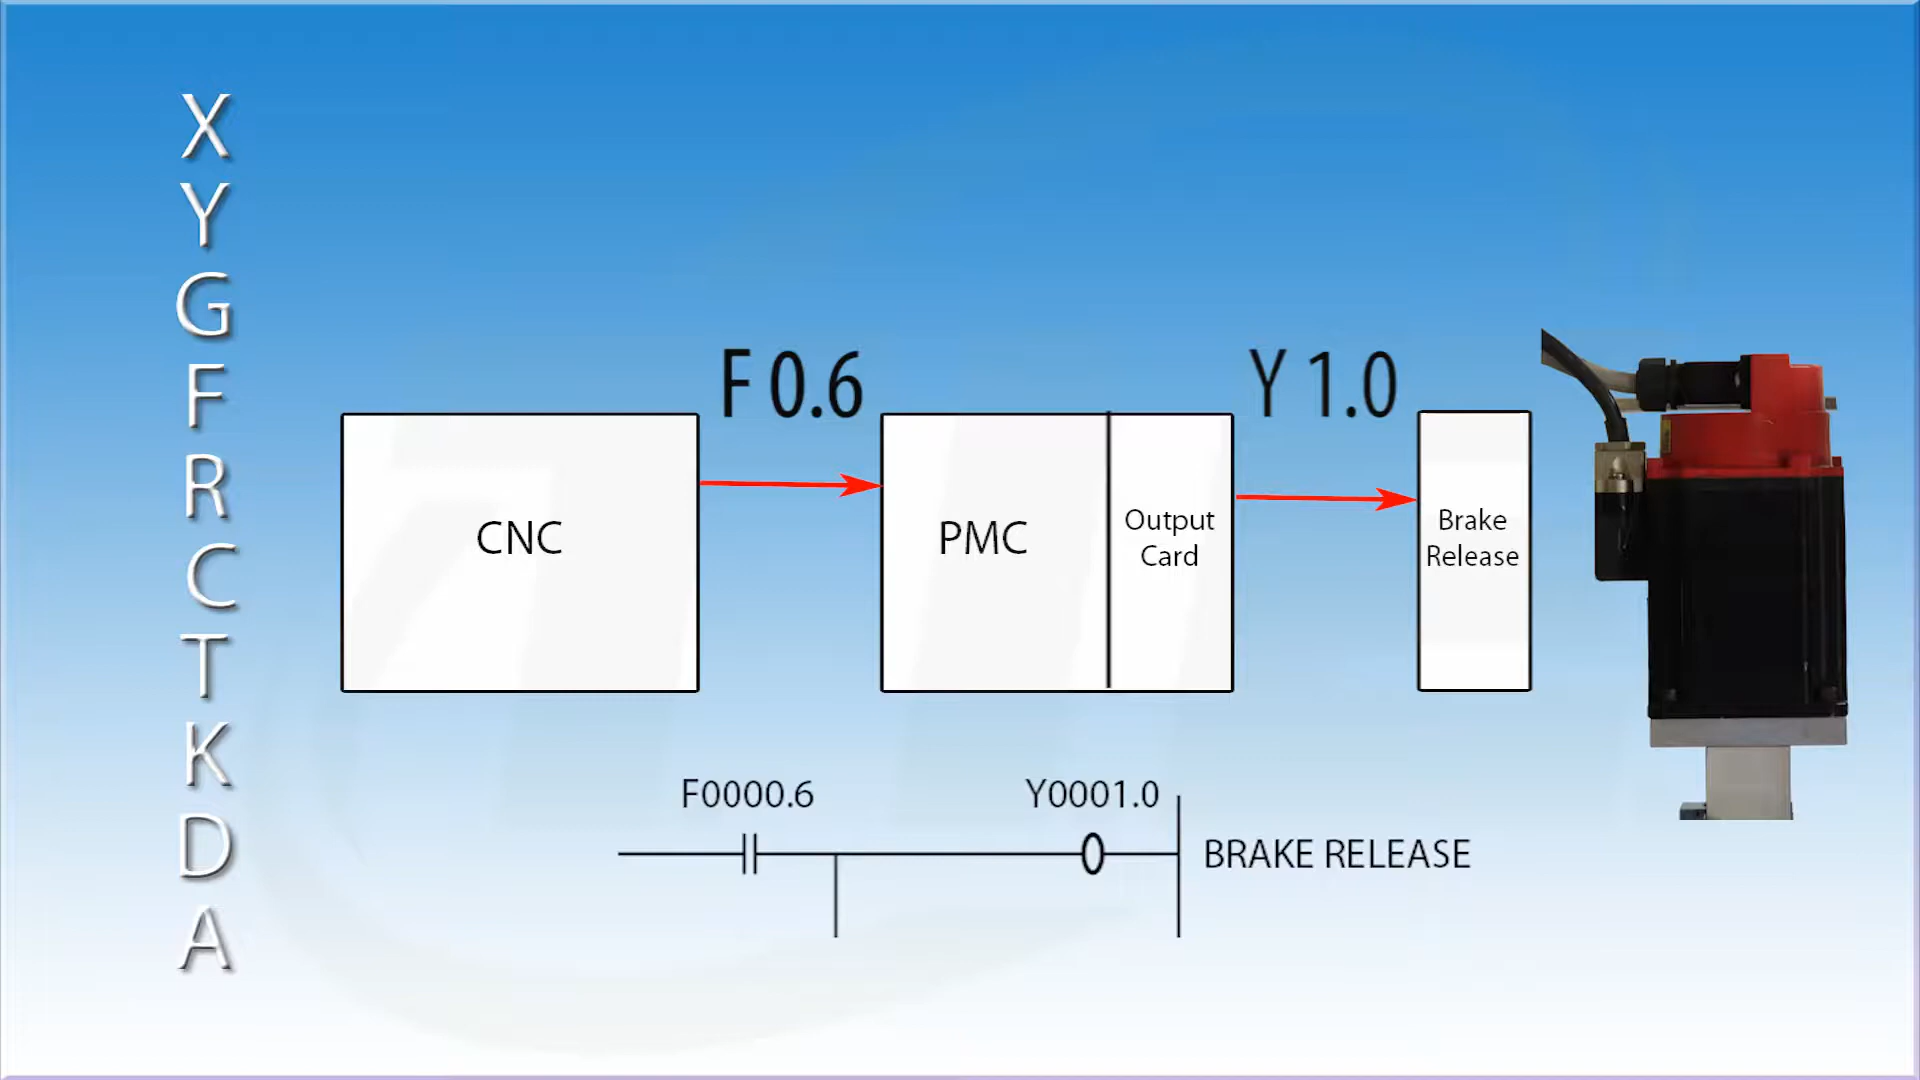 X
Y
G
F
R
C
T
K
D
A
F 0.6
Y 1.0
CNC
PMC
Output
Card
Brake
Release
F0000.6
Y0001.0
BRAKE RELEASE